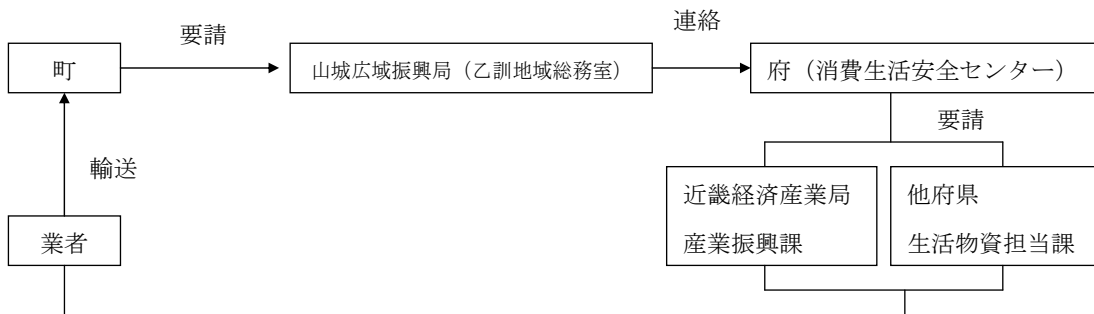 要請
連絡
町
山城広域振興局（乙訓地域総務室）
府（消費生活安全センター）
要請
輸送
近畿経済産業局
産業振興課
他府県
生活物資担当課
業者